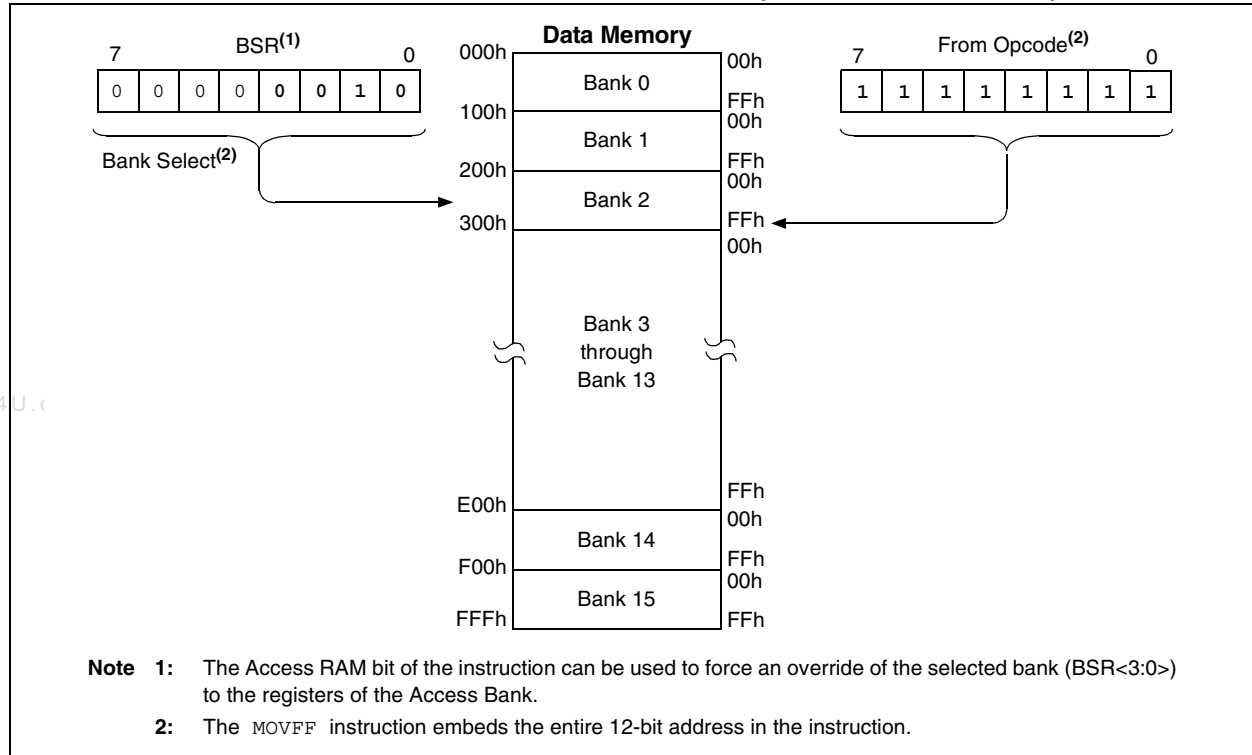 Data Memory
7 BSR(1) 0
0 0 0 0 0 0 1 0
Bank Select(2)
7 From Opcode(2) 0
1 1 1 1 1 1 1 1
000h
Bank 0
00h
FFh
100h
Bank 1
00h
FFh
200h
Bank 2
00h
FFh
300h
00h
Bank 3
through
Bank 13
FFh
E00h
Bank 14
00h
FFh
F00h
Bank 15
00h
FFFh
FFh
Note 1: The Access RAM bit of the instruction can be used to force an override of the selected bank (BSR<3:0>)
to the registers of the Access Bank.
2: The MOVFF instruction embeds the entire 12-bit address in the instruction.